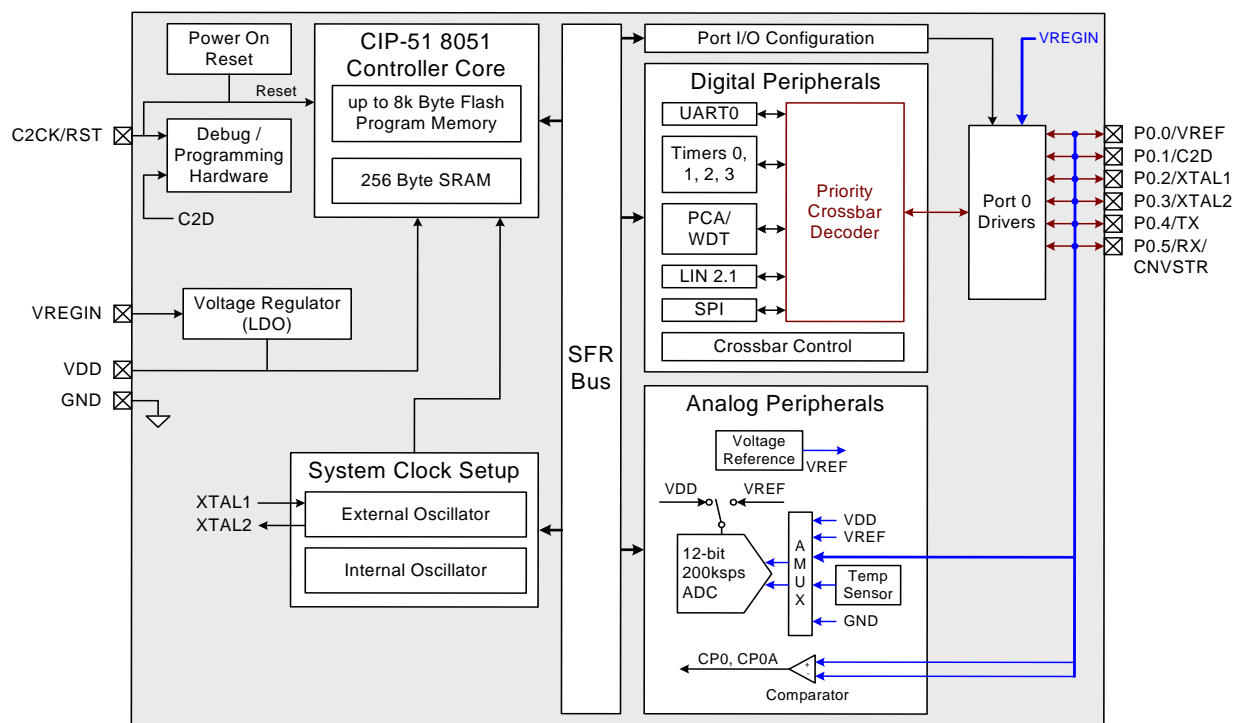 Power On
Reset
Reset
C2CK/RST
Debug /
Programming
Hardware
C2D
CIP-51 8051
Controller Core
up to 8k Byte Flash
Program Memory
256 Byte SRAM
VREGIN
Voltage Regulator
(LDO)
VDD
GND
System Clock Setup
XTAL1
XTAL2
External Oscillator
Internal Oscillator
SFR
Bus
Port I/O Configuration
Digital Peripherals
UART0
Timers 0,
1, 2, 3
PCA/
WDT
LIN 2.1
SPI
Priority
Crossbar
Decoder
Crossbar Control
VREGIN
Port 0
Drivers
P0.0/VREF
P0.1/C2D
P0.2/XTAL1
P0.3/XTAL2
P0.4/TX
P0.5/RX/
CNVSTR
Analog Peripherals
Voltage
Reference
VREF
VDD
VREF
12-bit
200ksps
ADC
A
M
U
X
VDD
VREF
Temp
Sensor
GND
CP0, CP0A
+
-
Comparator